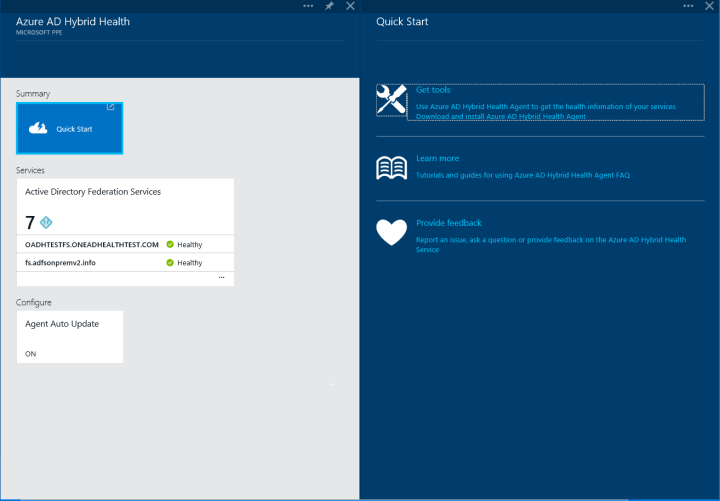 Azure AD Hybrid Health
MICROSOFT PPE
Summary
Quick Start
Services
Active Directory Federation Services
7
OADHTESTFS.ONEADHEALTHTEST.COM Healthy
fs.adfsonpremv2.info Healthy
...
Configure
Agent Auto Update
ON
Quick Start
Get tools
Use Azure AD Hybrid Health Agent to get the health infomation of your services
Download and install Azure AD Hybrid Health Agent
Learn more
Tutorials and guides for using Azure AD Hybrid Health Agent FAQ
Provide feedback
Report an issue, ask a question or provide feedback on the Azure AD Hybrid Health
Service